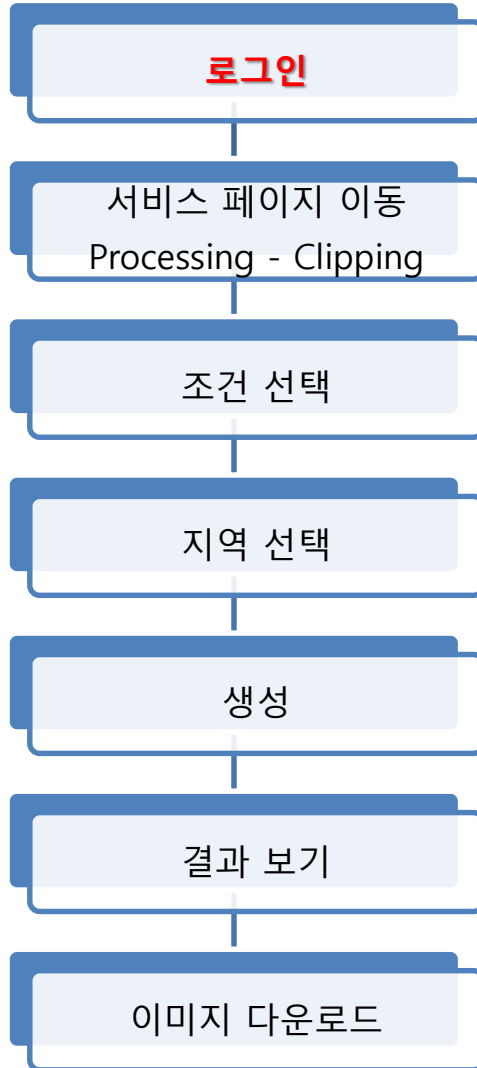 로그인
서비스 페이지 이동
Processing - Clipping
조건 선택
지역 선택
생성
결과 보기
이미지 다운로드